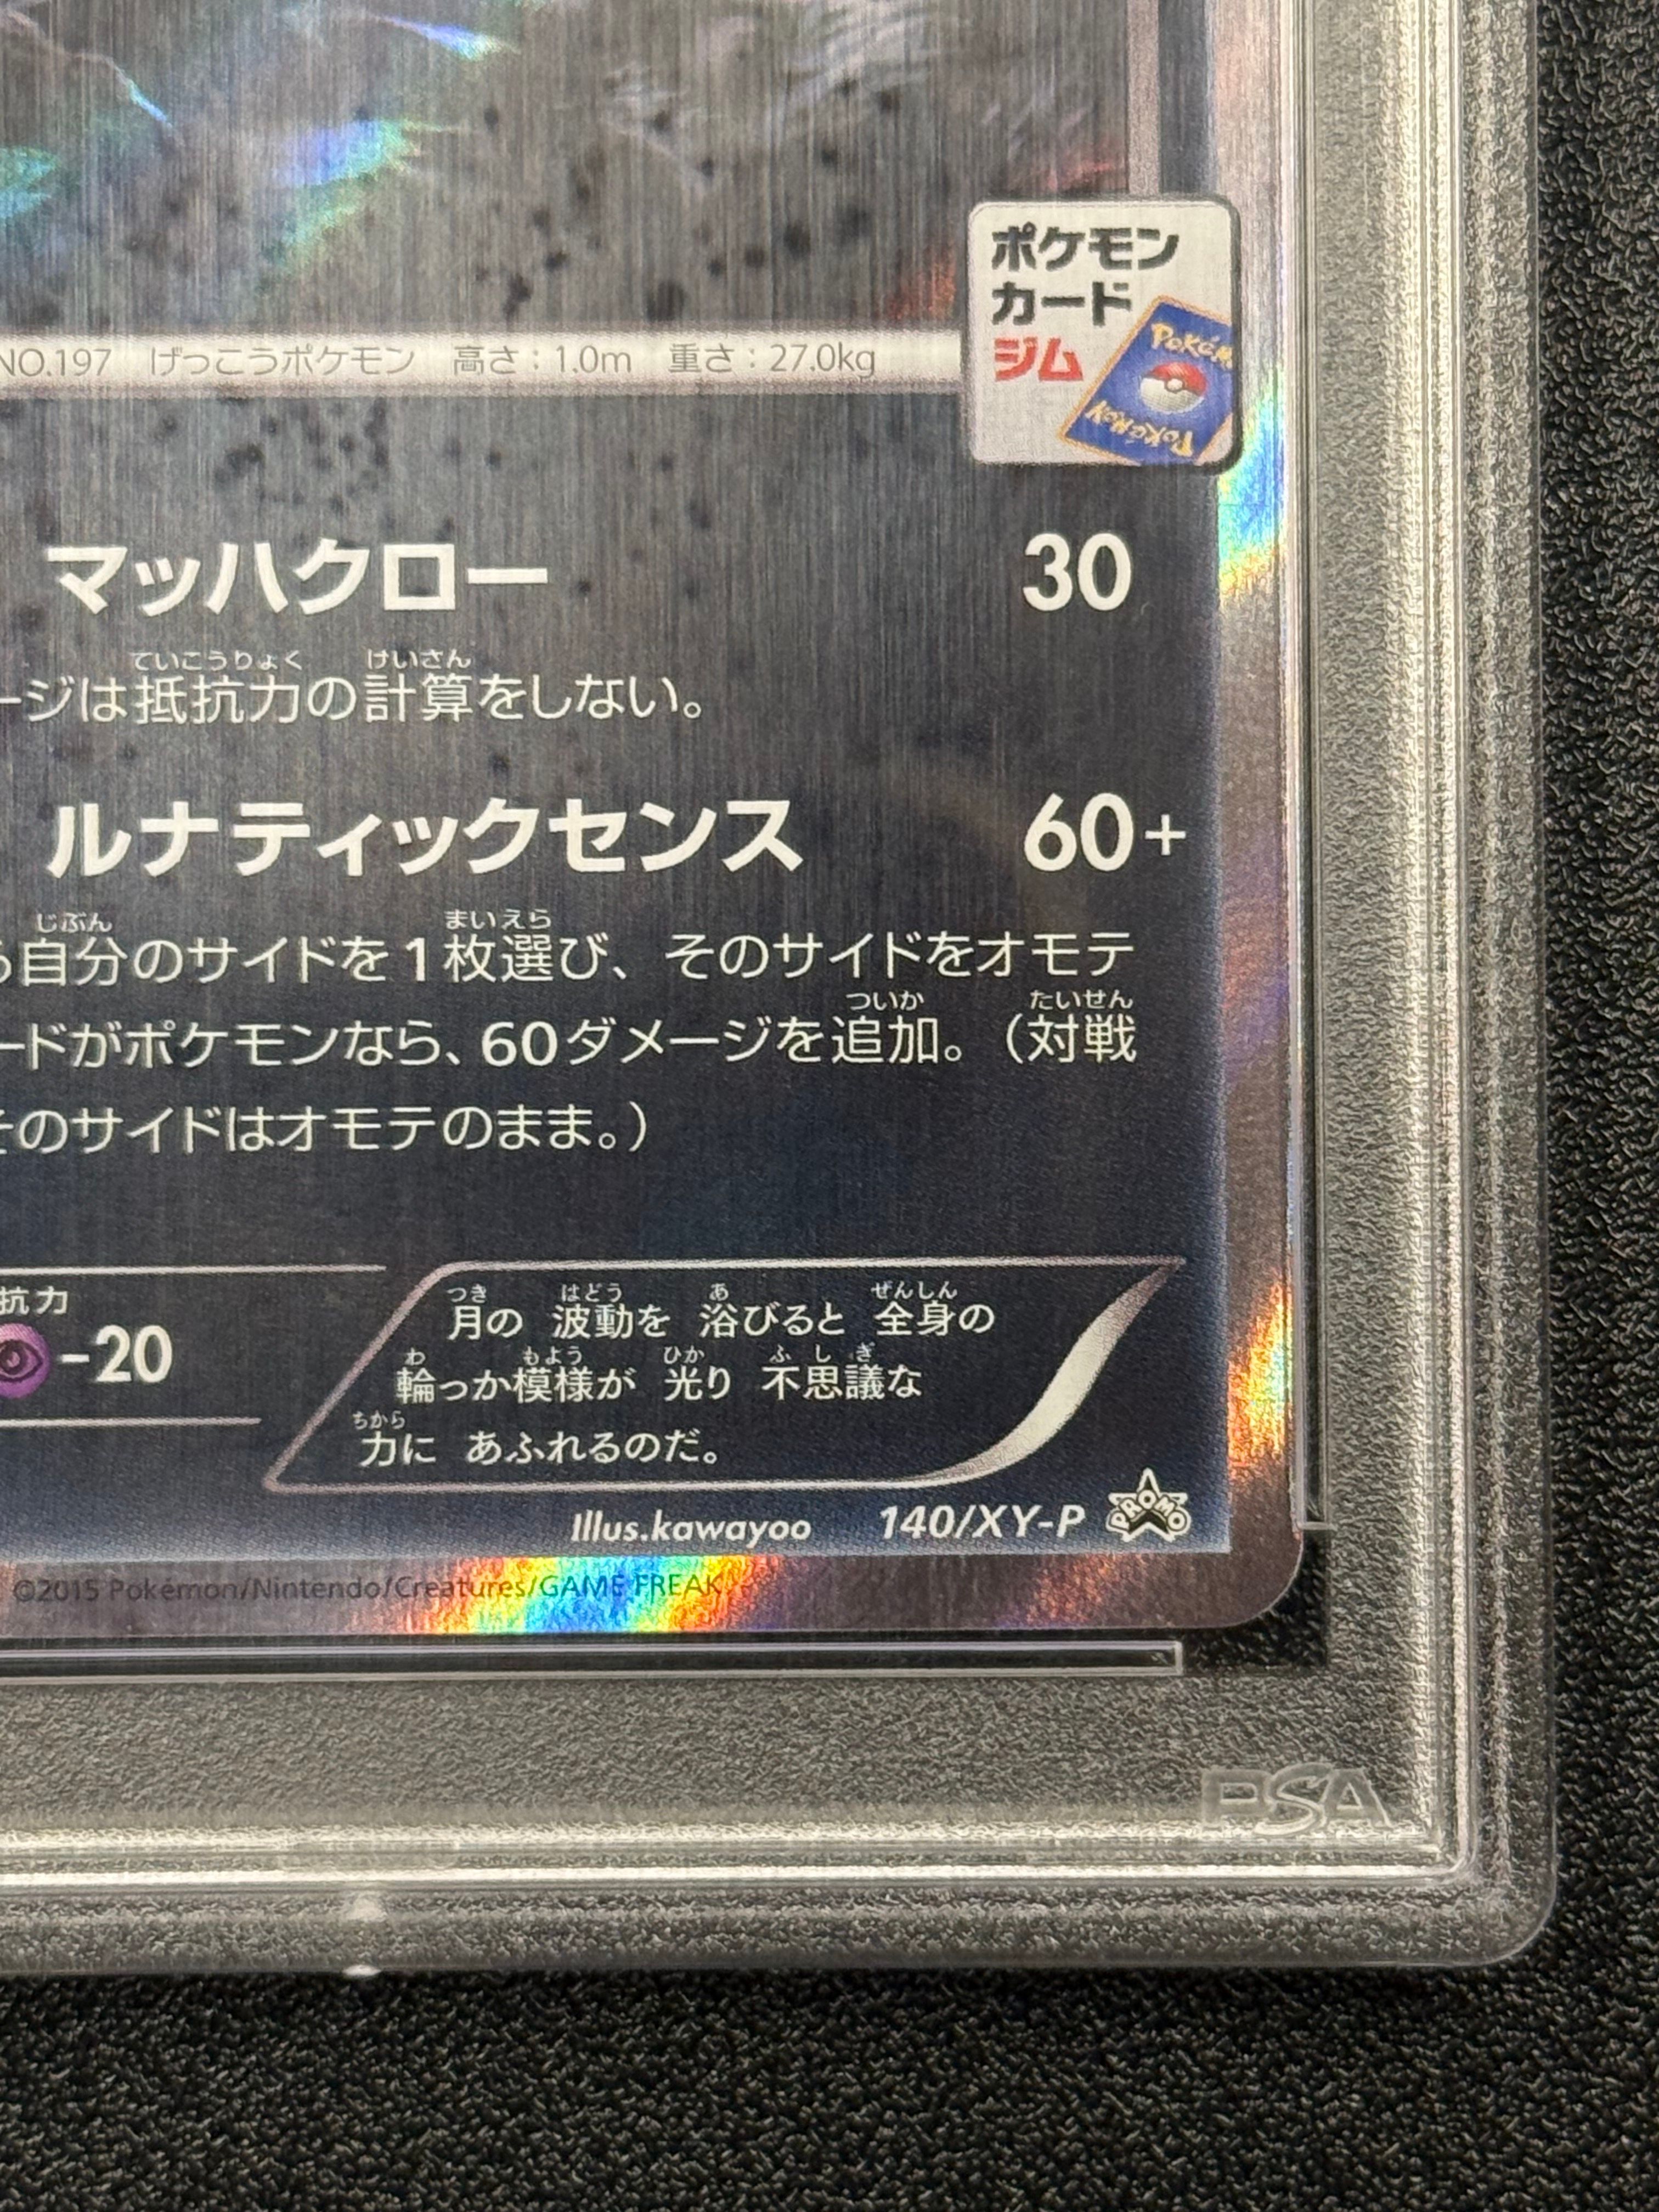 ポケモン
カード
ジム
POKéM
POKéMON
NO.197 げっこうポケモン 高さ：1.0m 重さ：27.0kg
マッハクロー 30
ていこうりょく けいさん
ージは抵抗力の計算をしない。
ルナティックセンス 60+
じぶん まいえら
自分のサイドを1枚選び、そのサイドをオモテ
ついか たいせん
ードがポケモンなら、60ダメージを追加。（対戦
そのサイドはオモテのまま。）
抗力
-20
つき はどう あ ぜんしん
月の 波動を 浴びると 全身の
わ もよう ひか ふしぎ
輪っか模様が 光り 不思議な
ちから
力に あふれるのだ。
Illus.kawayoo 140/XY-P PROMO
©2015 Pokémon/Nintendo/Creatures/GAME FREAK
PSA